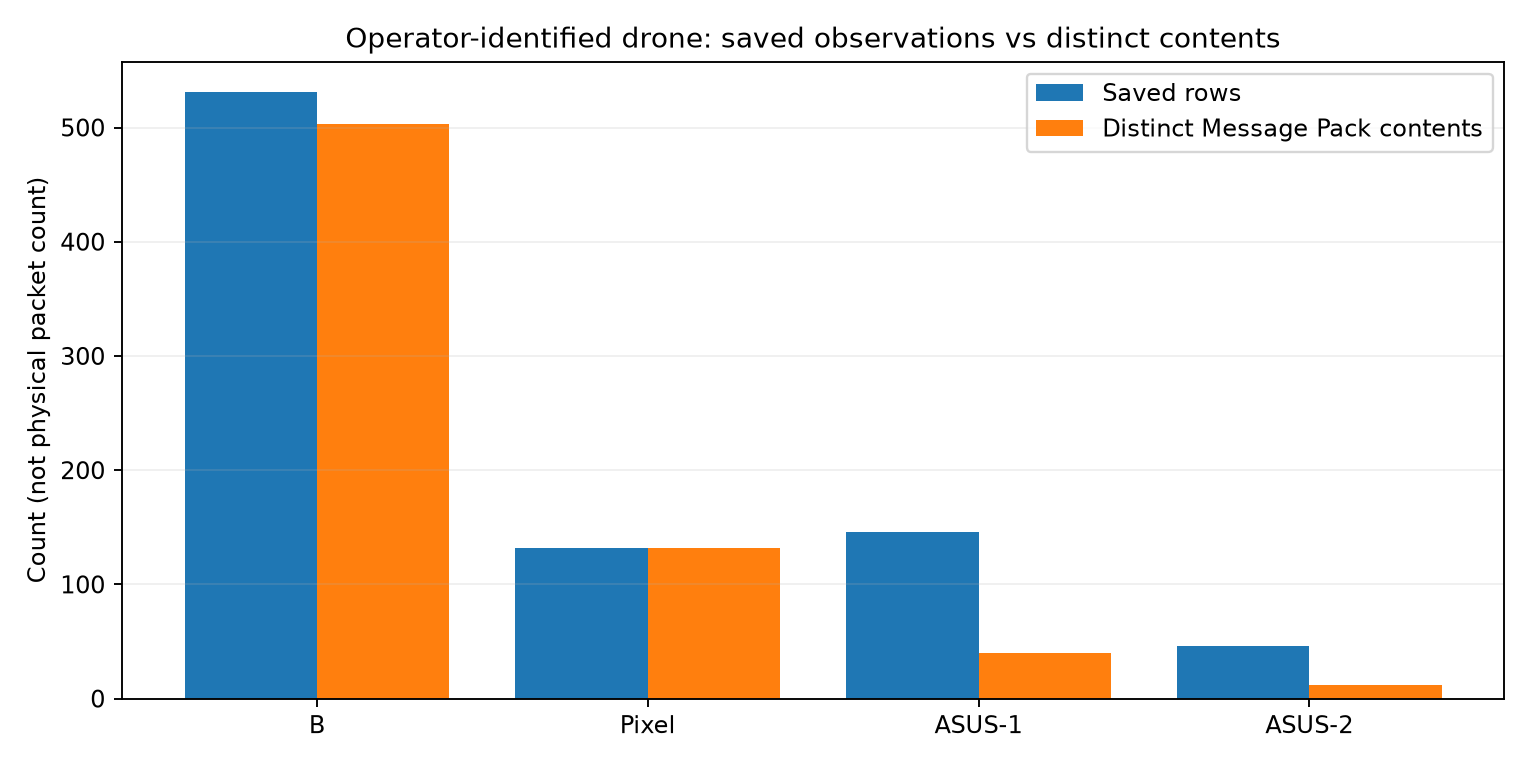 Operator-identified drone: saved observations vs distinct contents
Saved rows
Distinct Message Pack contents
Count (not physical packet count)
500
400
300
200
100
0
B
Pixel
ASUS-1
ASUS-2